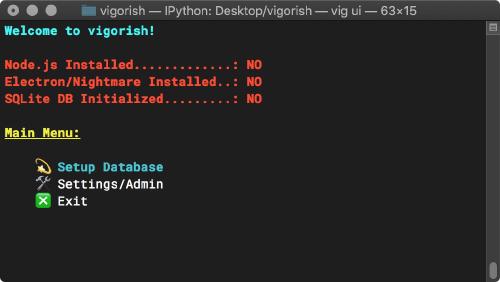 vigorish — IPython: Desktop/vigorish — vig ui — 63×15
Welcome to vigorish!
Node.js Installed.............: NO
Electron/Nightmare Installed..: NO
SQLite DB Initialized.........: NO
Main Menu:
Setup Database
Settings/Admin
Exit